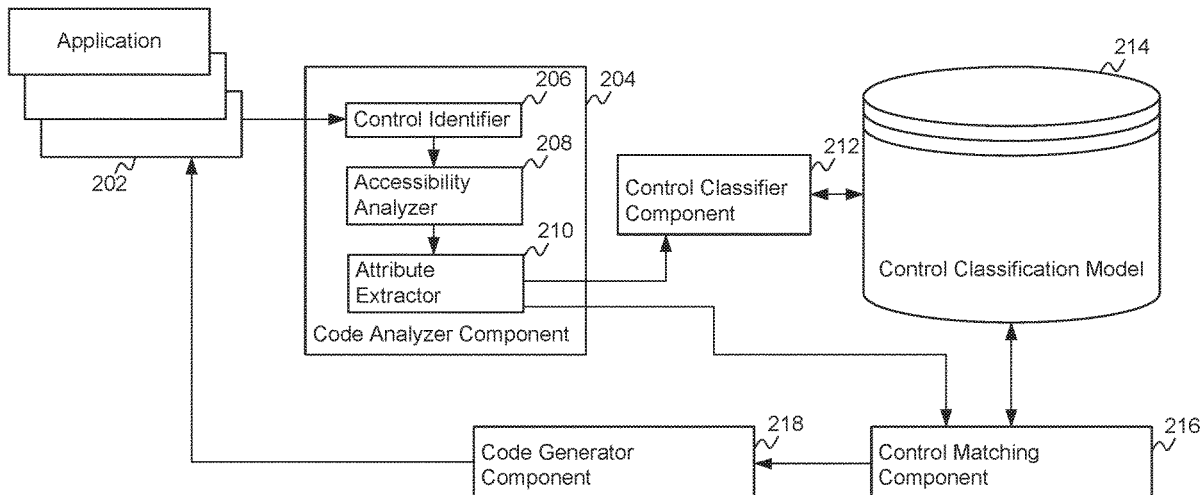 Application
202
204
206
Control Identifier
208
Accessibility
Analyzer
210
Attribute
Extractor
Code Analyzer Component
212
Control Classifier
Component
214
Control Classification Model
218
Code Generator
Component
216
Control Matching
Component